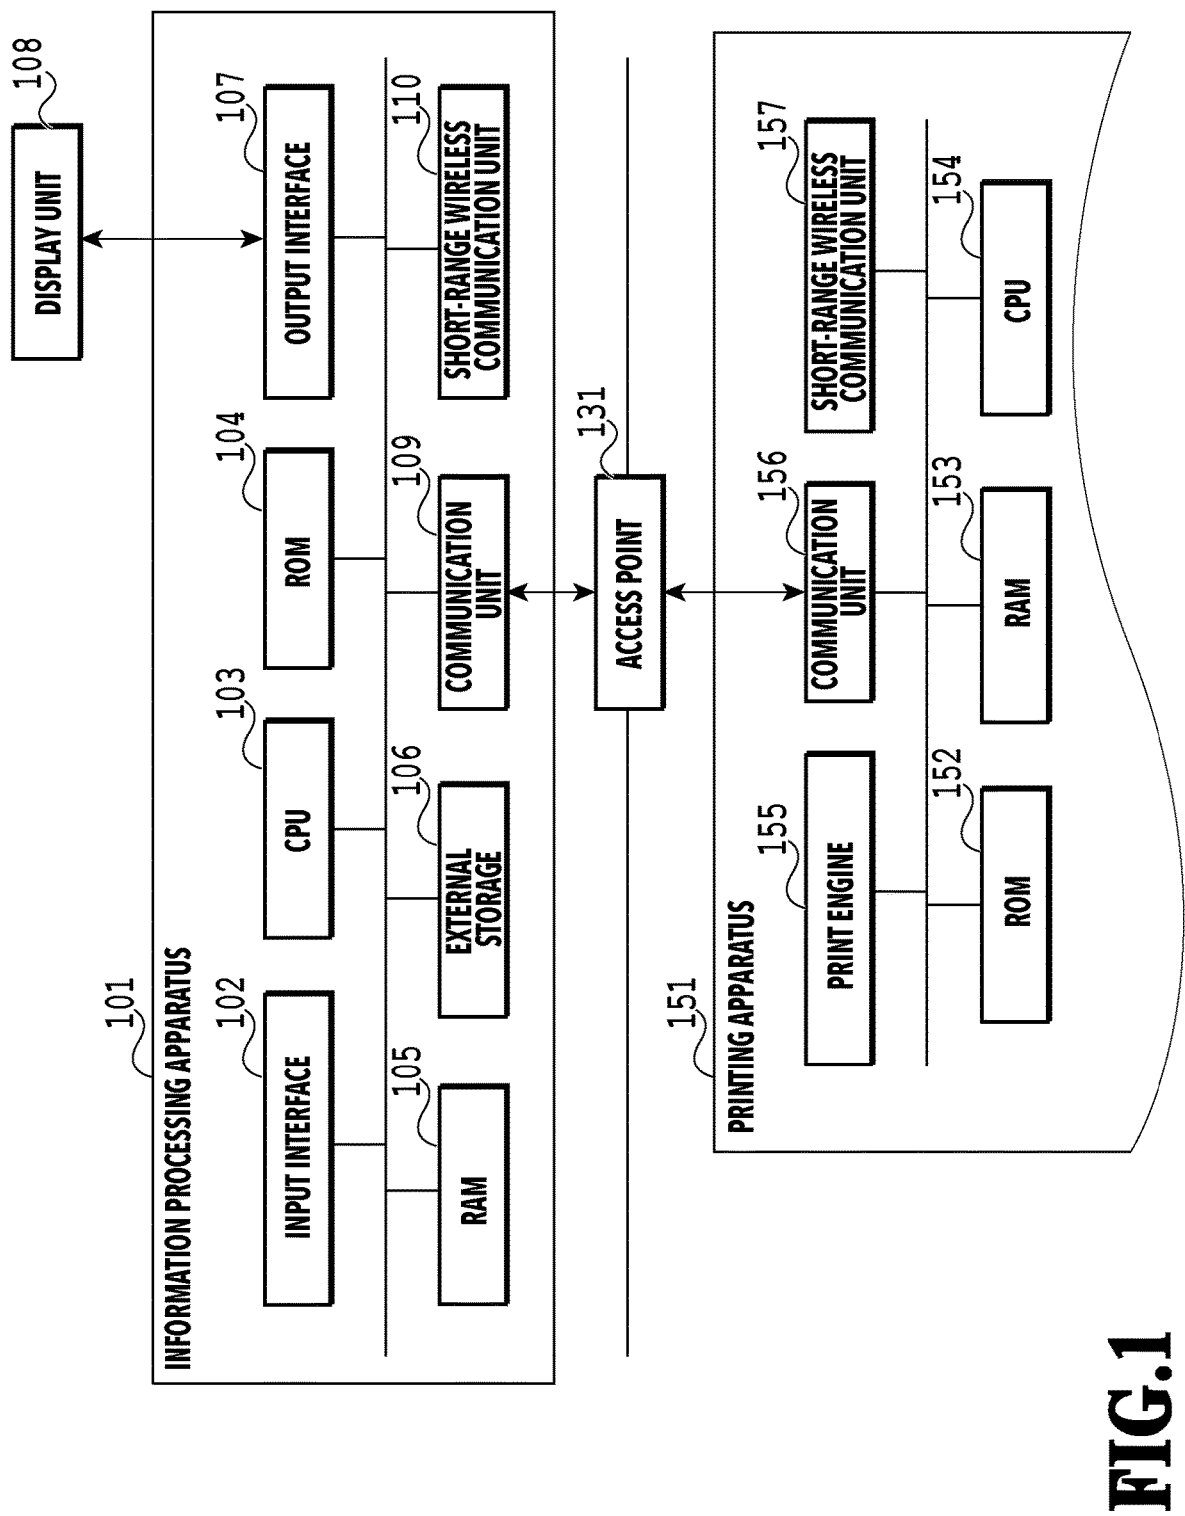 108
DISPLAY UNIT
101
INFORMATION PROCESSING APPARATUS
102
INPUT INTERFACE
103
CPU
104
ROM
107
OUTPUT INTERFACE
105
RAM
106
EXTERNAL
STORAGE
109
COMMUNICATION
UNIT
110
SHORT-RANGE WIRELESS
COMMUNICATION UNIT
131
ACCESS POINT
151
PRINTING APPARATUS
155
PRINT ENGINE
156
COMMUNICATION
UNIT
157
SHORT-RANGE WIRELESS
COMMUNICATION UNIT
152
ROM
153
RAM
154
CPU
FIG.1